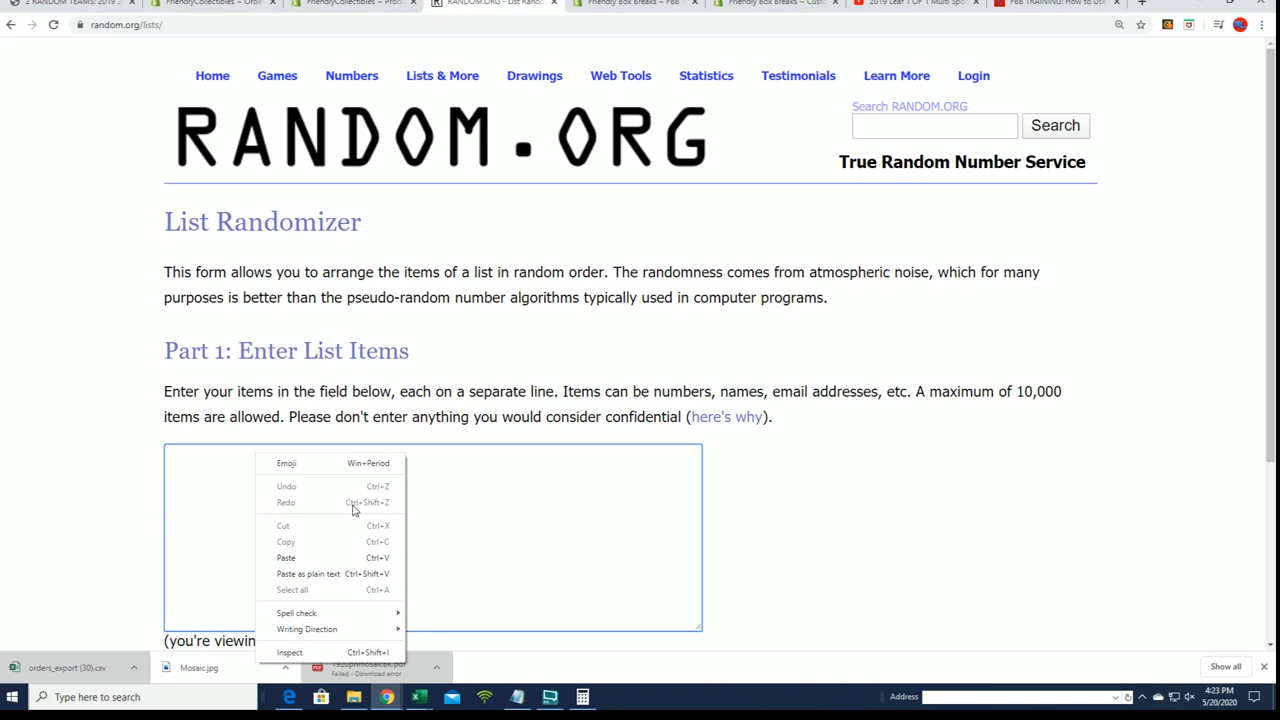 2 RANDOM TEAMS: 2019
FriendlyCollectibles ~ Ord
FriendlyCollectibles ~ Prod
RANDOM.ORG - List Rando
Friendly Box Breaks ~ FBB
Friendly Box Breaks ~ Cust
2019 Leaf 1 OF 1 Multi Spo
FBB TRAINING: How to Use
random.org/lists/
Home Games Numbers Lists & More Drawings Web Tools Statistics Testimonials Learn More Login
RANDOM.ORG
Search RANDOM.ORG
Search
True Random Number Service
List Randomizer
This form allows you to arrange the items of a list in random order. The randomness comes from atmospheric noise, which for many
purposes is better than the pseudo-random number algorithms typically used in computer programs.
Part 1: Enter List Items
Enter your items in the field below, each on a separate line. Items can be numbers, names, email addresses, etc. A maximum of 10,000
items are allowed. Please don't enter anything you would consider confidential (here's why).
Emoji Win+Period
Undo Ctrl+Z
Redo Ctrl+Shift+Z
Cut Ctrl+X
Copy Ctrl+C
Paste Ctrl+V
Paste as plain text Ctrl+Shift+V
Select all Ctrl+A
Spell check
Writing Direction
Inspect Ctrl+Shift+I
(you're viewin
orders_export (30).csv
Mosaic.jpg
Failed - Download error
Show all
Type here to search
Address
4:23 PM
5/20/2020